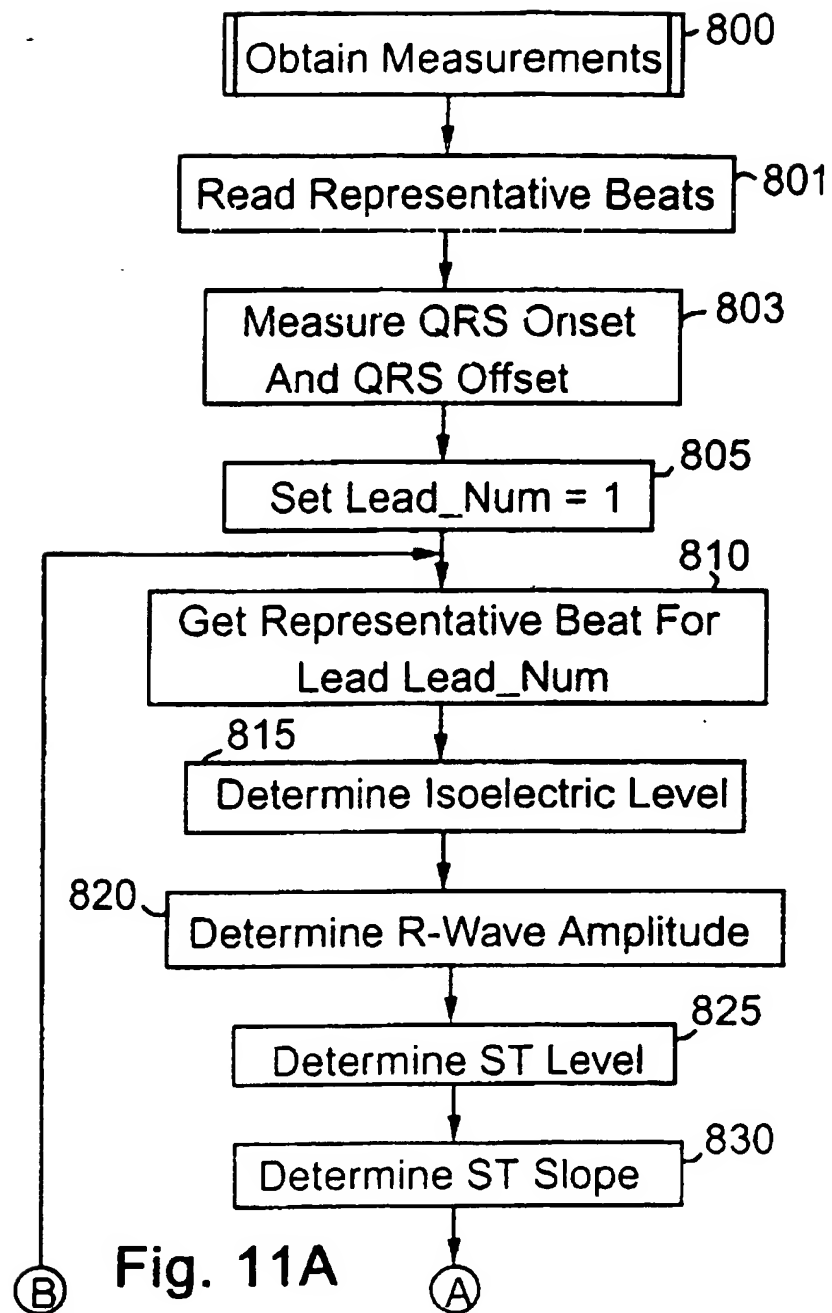 800
Obtain Measurements
801
Read Representative Beats
803
Measure QRS Onset
And QRS Offset
805
Set Lead_Num = 1
810
Get Representative Beat For
Lead Lead_Num
815
Determine Isoelectric Level
820
Determine R-Wave Amplitude
825
Determine ST Level
830
Determine ST Slope
B
Fig. 11A
A